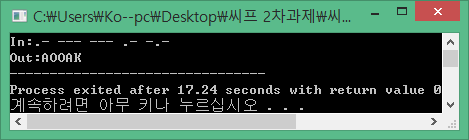 C:₩Users₩Ko--pc₩Desktop₩씨프 2차과제₩씨...
In:.- --- --- .- -.-
Out:AOOAK
--------------------------------
Process exited after 17.24 seconds with return value 0
계속하려면 아무 키나 누르십시오 . . .